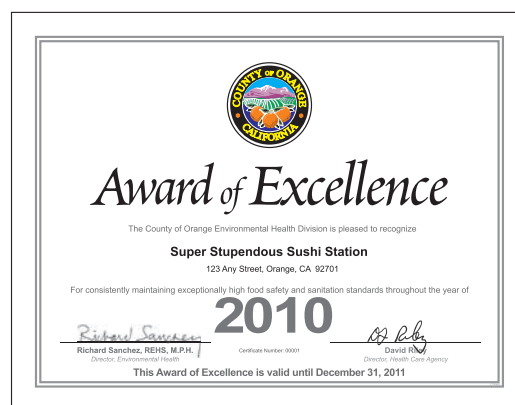 COUNTY OF ORANGE
CALIFORNIA
Award of Excellence
The County of Orange Environmental Health Division is pleased to recognize
Super Stupendous Sushi Station
123 Any Street, Orange, CA 92701
For consistently maintaining exceptionally high food safety and sanitation standards throughout the year of
2010
Richard Sanchez
Richard Sanchez, REHS, M.P.H.
Director, Environmental Health
Certificate Number: 00001
David Riley
Director, Health Care Agency
This Award of Excellence is valid until December 31, 2011